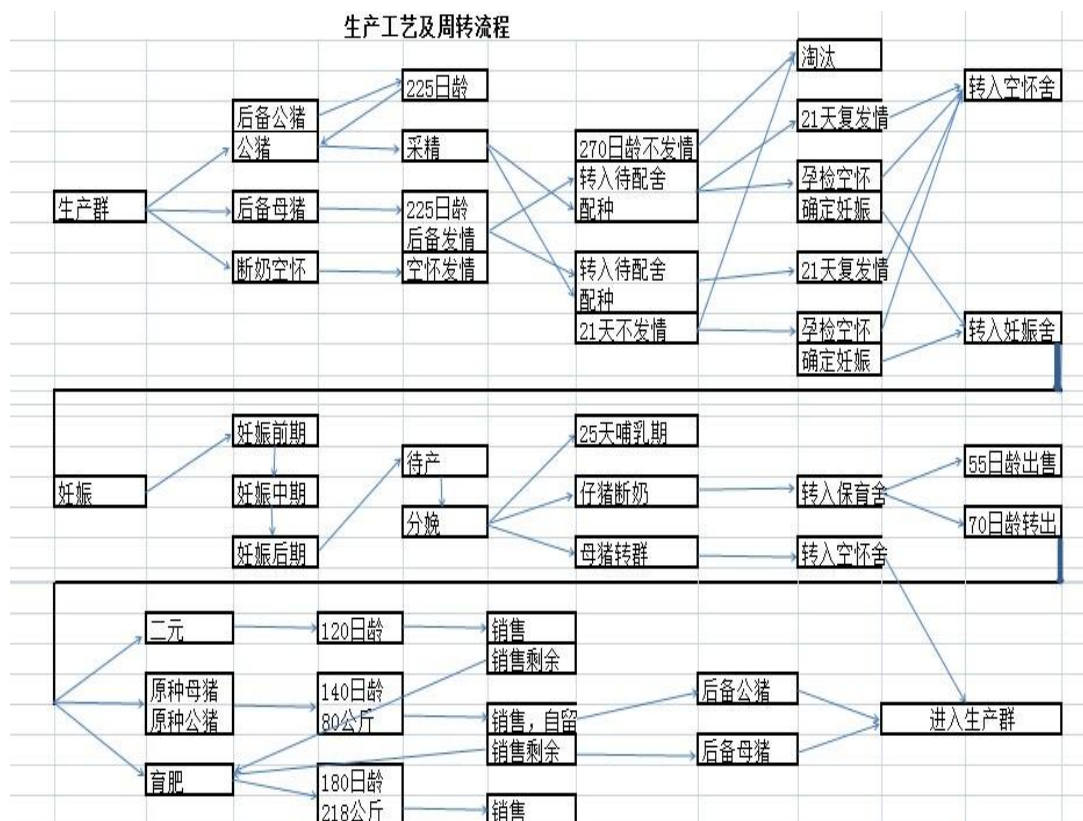 生产工艺及周转流程
淘汰
225日龄
转入空怀舍
后备公猪
21天复发情
公猪
采精
270日龄不发情
转入待配舍
孕检空怀
生产群
后备母猪
225日龄
配种
确定妊娠
后备发情
断奶空怀
空怀发情
转入待配舍
21天复发情
配种
21天不发情
孕检空怀
转入妊娠舍
确定妊娠
妊娠前期
25天哺乳期
待产
55日龄出售
妊娠
妊娠中期
仔猪断奶
转入保育舍
分娩
70日龄转出
妊娠后期
母猪转群
转入空怀舍
二元
120日龄
销售
销售剩余
原种母猪
140日龄
后备公猪
原种公猪
80公斤
销售，自留
进入生产群
销售剩余
后备母猪
育肥
180日龄
218公斤
销售